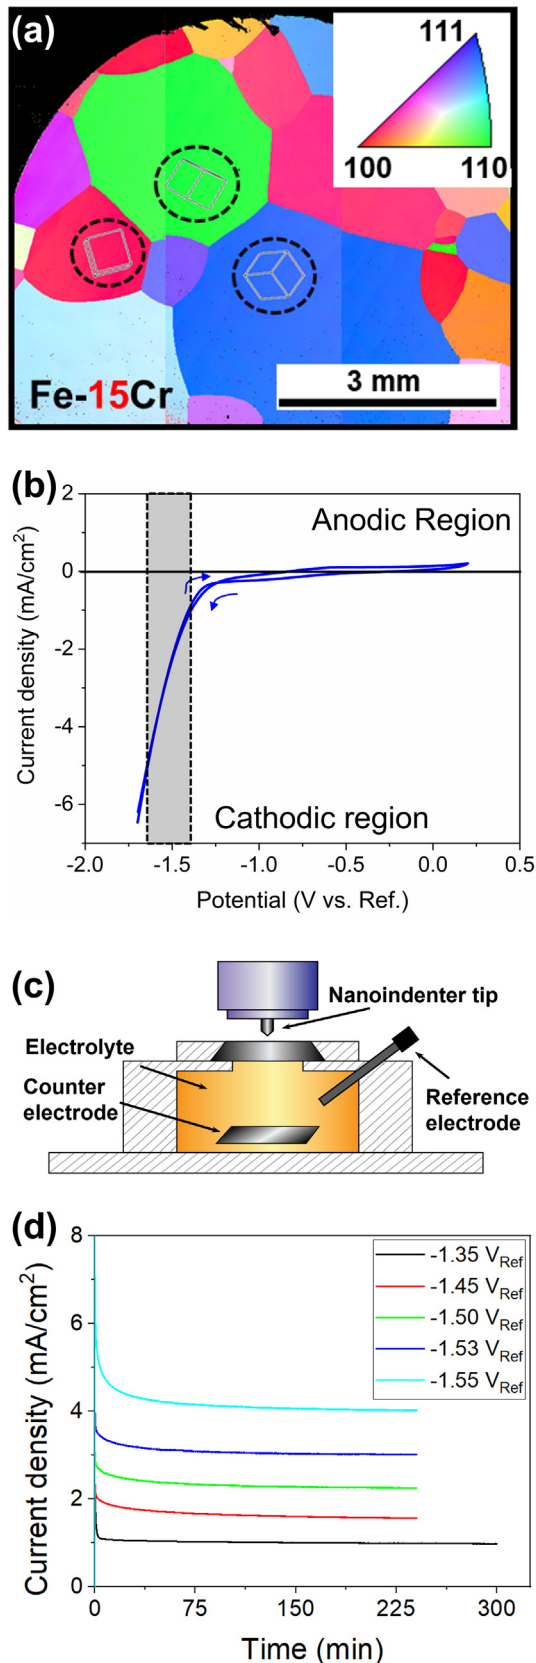 (a)
111
100
110
Fe-15Cr
3 mm
(b)
2
0
-2
-4
-6
Current density (mA/cm²)
Anodic Region
Cathodic region
-2.0
-1.5
-1.0
-0.5
0.0
0.5
Potential (V vs. Ref.)
(c)
Nanoindenter tip
Electrolyte
Counter
electrode
Reference
electrode
(d)
8
6
4
2
0
Current density (mA/cm²)
-1.35 V_Ref
-1.45 V_Ref
-1.50 V_Ref
-1.53 V_Ref
-1.55 V_Ref
0
75
150
225
300
Time (min)